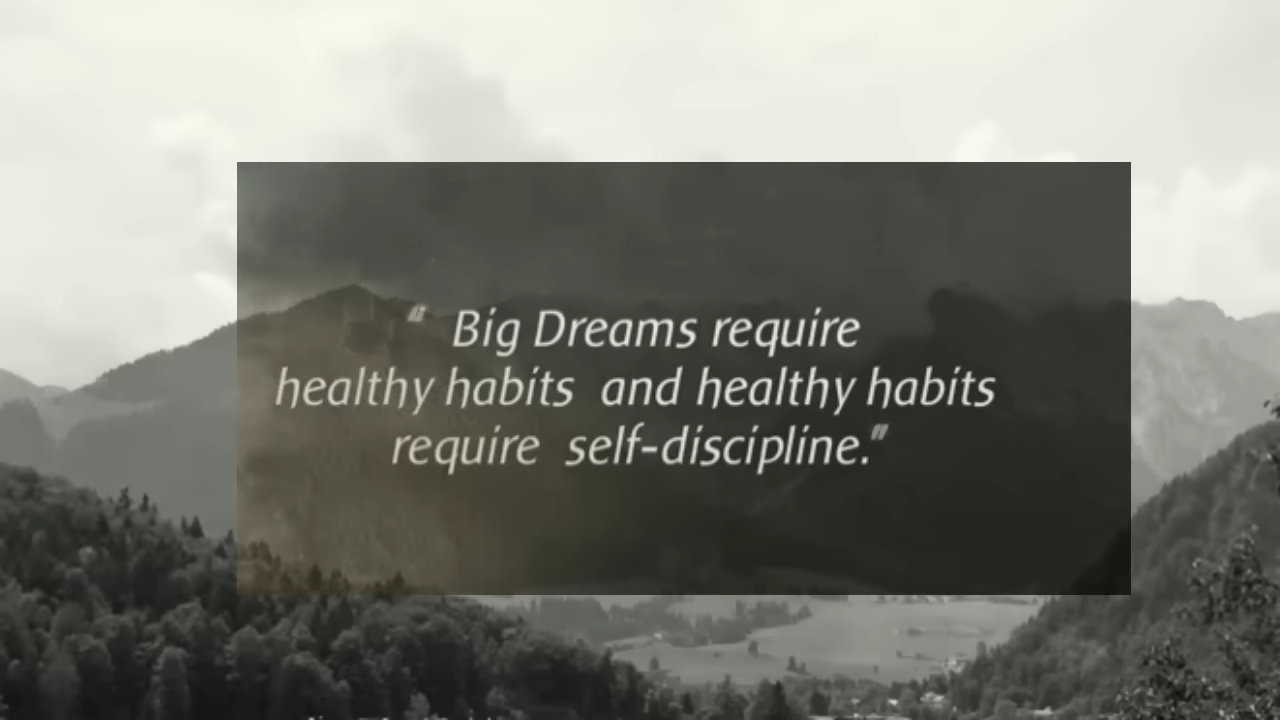 “ Big Dreams require
healthy habits and healthy habits
require self-discipline.”